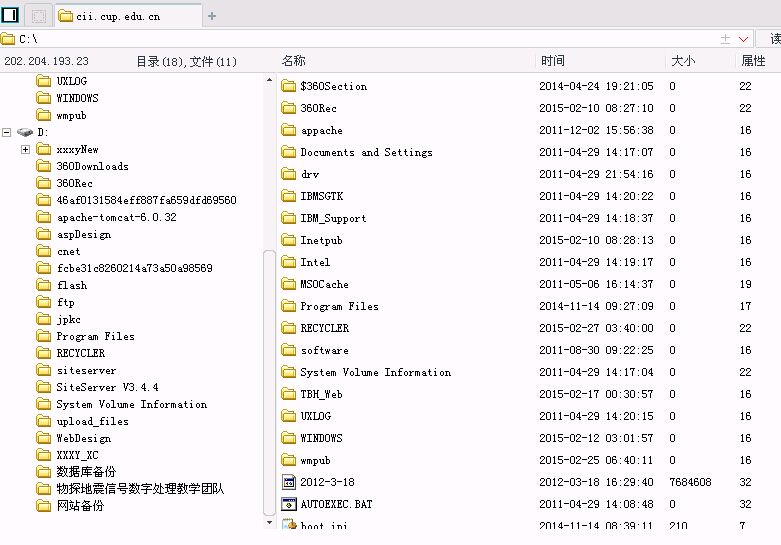 cii.cup.edu.cn
C:\
读
202.204.193.23 目录(18),文件(11)
名称 时间 大小 属性
UXLOG
WINDOWS
wmpub
D:
xxxyNew
360Downloads
360Rec
46af0131584eff887fa659dfd69560
apache-tomcat-6.0.32
aspDesign
cnet
fcbe31c8260214a73a50a98569
flash
ftp
jpkc
Program Files
RECYCLER
siteserver
SiteServer V3.4.4
System Volume Information
upload_files
WebDesign
XXXY_XC
数据库备份
物探地震信号数字处理教学团队
网站备份
$360Section 2014-04-24 19:21:05 0 22
360Rec 2015-02-10 08:27:10 0 22
appache 2011-12-02 15:56:38 0 16
Documents and Settings 2011-04-29 14:17:07 0 16
drv 2011-04-29 21:54:16 0 16
IBMSGTK 2011-04-29 14:20:22 0 16
IBM_Support 2011-04-29 14:18:37 0 16
Inetpub 2015-02-10 08:28:13 0 16
Intel 2011-04-29 14:19:17 0 16
MSOCache 2011-05-06 16:14:37 0 19
Program Files 2014-11-14 09:27:09 0 17
RECYCLER 2015-02-27 03:40:00 0 22
software 2011-08-30 09:22:25 0 16
System Volume Information 2011-04-29 14:17:04 0 22
TBH_Web 2015-02-17 00:30:57 0 16
UXLOG 2011-04-29 14:20:15 0 16
WINDOWS 2015-02-12 03:01:57 0 16
wmpub 2015-02-25 06:40:11 0 16
2012-3-18 2012-03-18 16:29:40 7684608 32
AUTOEXEC.BAT 2011-04-29 14:08:48 0 32
boot.ini 2014-11-14 08:39:11 210 7